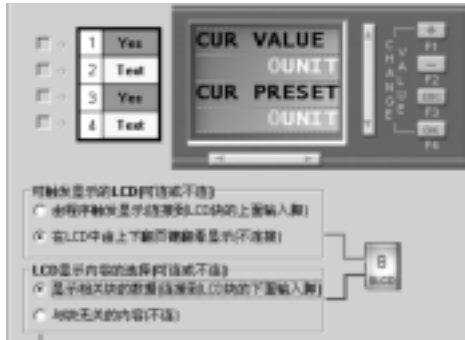 1 Yes
2 Text
3 Yes
4 Text
CUR VALUE
0UNIT
CUR PRESET
0UNIT
CHANGE
VALUE
+
F1
-
F2
ESC
F3
OK
F4
可触发显示的LCD(可连或不连)
由程序触发显示(连接到LCD块的上面输入脚)
在LCD中由上下翻页键翻看显示(不连接)
LCD显示内容的选择(可连或不连)
显示相关块的数据(连接到LCD块的下面输入脚)
与块无关的内容(不连)
B
SLCD